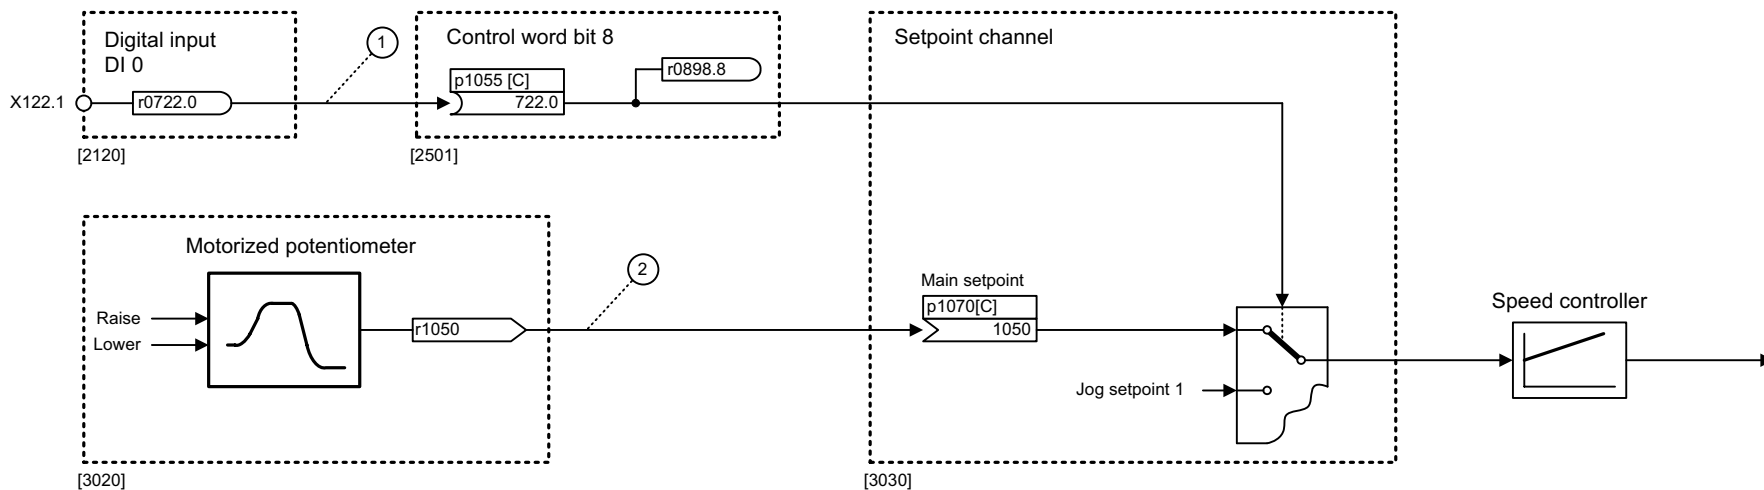 Digital input
DI 0
X122.1
r0722.0
[2120]
1
Control word bit 8
p1055 [C]
722.0
r0898.8
[2501]
Setpoint channel
Motorized potentiometer
Raise
Lower
r1050
[3020]
2
Main setpoint
p1070[C]
1050
Jog setpoint 1
[3030]
Speed controller